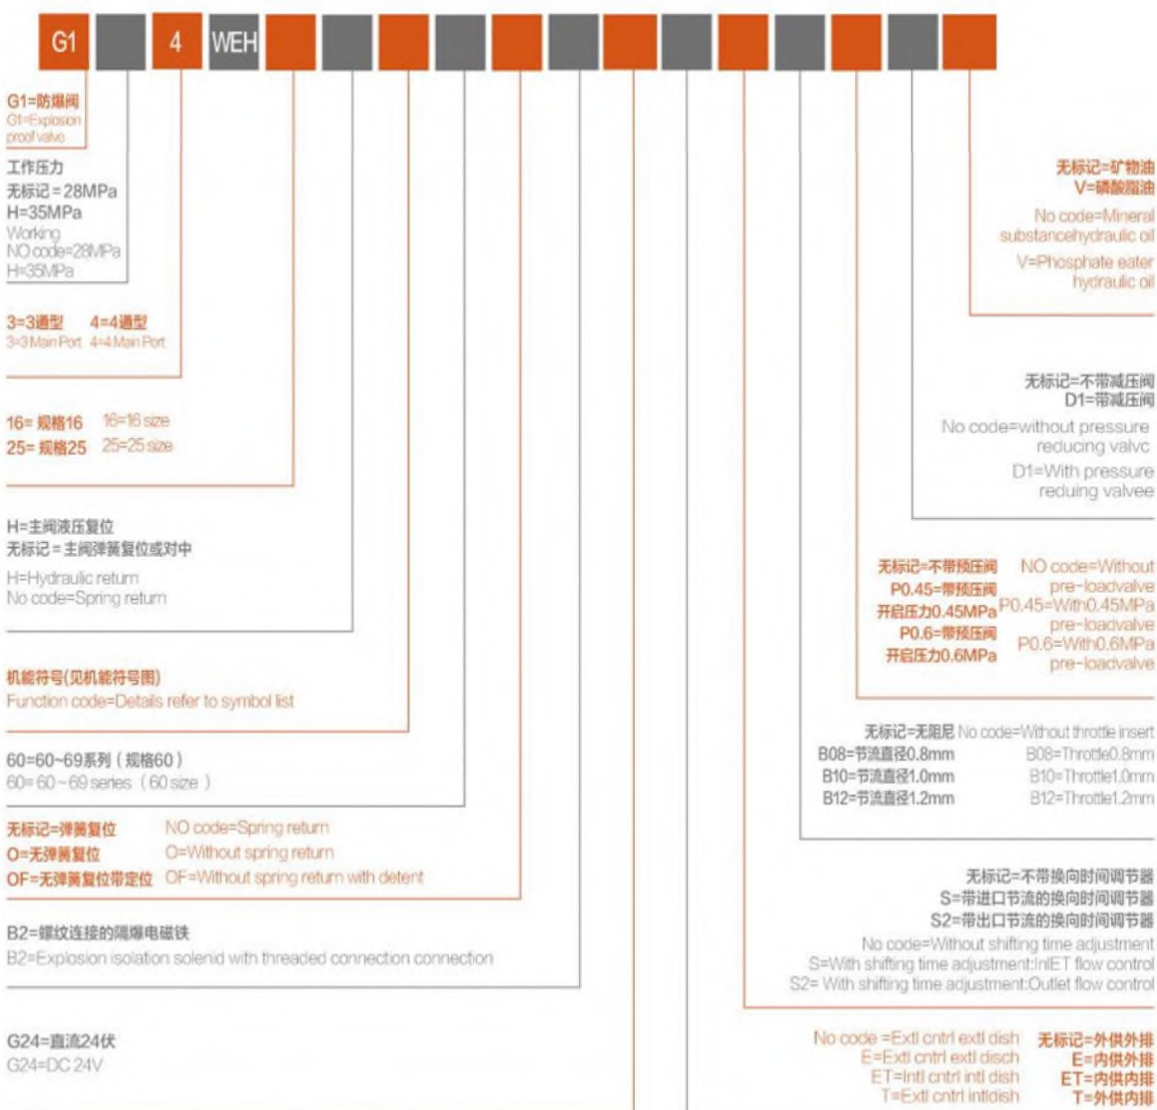 G1 4 WEH
G1=防爆阀
G1=Explosion
proof valve
工作压力
无标记=28MPa
H=35MPa
Working
NO code=28MPa
H=35MPa
3=3通型 4=4通型
3=3 Main Port 4=4 Main Port
16= 规格16 16=16 size
25= 规格25 25=25 size
H=主阀液压复位
无标记=主阀弹簧复位或对中
H=Hydraulic return
No code=Spring return
机能符号(见机能符号图)
Function code=Details refer to symbol list
60=60~69系列（规格60）
60=60~69 series（60 size）
无标记=弹簧复位 NO code=Spring return
O=无弹簧复位 O=Without spring return
OF=无弹簧复位带定位 OF=Without spring return with detent
B2=螺纹连接的隔爆电磁铁
B2=Explosion isolation solenid with threaded connection connection
G24=直流24伏
G24=DC 24V
无标记=矿物油
V=磷酸酯油
No code=Mineral
substancehydraulic oil
V=Phosphate eater
hydraulic oil
无标记=不带减压阀
D1=带减压阀
No code=without pressure
reducing valvc
D1=With pressure
reduing valvee
无标记=不带预压阀 NO code=Without
P0.45=带预压阀 pre-loadvalve
开启压力0.45MPa P0.45=With0.45MPa
P0.6=带预压阀 pre-loadvalve
开启压力0.6MPa P0.6=With0.6MPa
pre-loadvalve
无标记=无阻尼 No code=Without throttle insert
B08=节流直径0.8mm B08=Throttle0.8mm
B10=节流直径1.0mm B10=Throttle1.0mm
B12=节流直径1.2mm B12=Throttle1.2mm
无标记=不带换向时间调节器
S=带进口节流的换向时间调节器
S2=带出口节流的换向时间调节器
No code=Without shifting time adjustment
S=With shifting time adjustment:InlET flow control
S2= With shifting time adjustment:Outlet flow control
No code =Extl cntrl extl dish 无标记=外供外排
E=Extl cntrl extl disch E=内供外排
ET=Intl cntrl intl dish ET=内供内排
T=Extl cntrl intldish T=外供内排